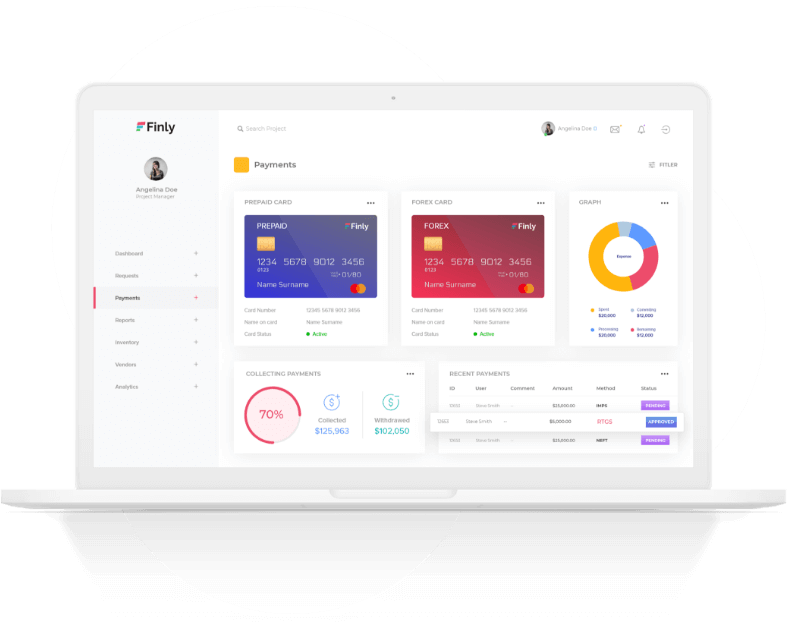 Finly
Search Project
Angelina Doe
Angelina Doe
Project Manager
Payments
FITLER
Dashboard +
Requests +
Payments +
Reports +
Inventory +
Vendors +
Analytics +
PREPAID CARD •••
PREPAID Finly
1234 5678 9012 3456
0123
01/80
Name Surname
Card Number 12345 5678 9012 3456
Name on card Name Surname
Card Status Active
FOREX CARD •••
FOREX Finly
1234 5678 9012 3456
0123
01/80
Name Surname
Card Number 12345 5678 9012 3456
Name on card Name Surname
Card Status Active
GRAPH •••
Expense
Spent
$20,000
Processing
$20,000
$12,000
Remaining
$12,000
COLLECTING PAYMENTS •••
70%
Collected
$125,963
Withdrawed
$102,050
RECENT PAYMENTS •••
ID User Comment Amount Method Status
Steve Smith - $25,000.00 PENDING
Steve Smith - $5,000.00 RTGS APPROVED
Steve Smith - $25,000.00 NEFT PENDING